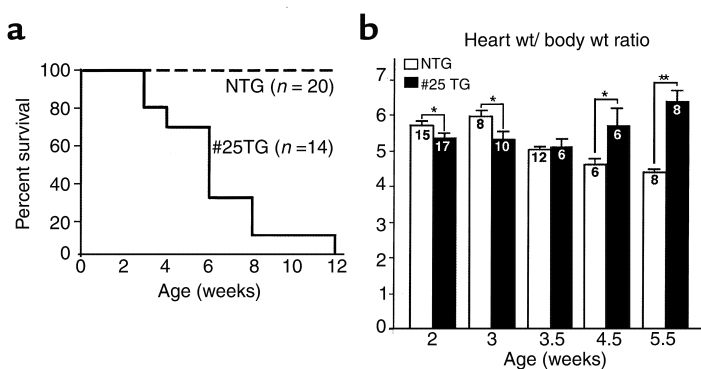 a
Percent survival
100
80
60
40
20
0
NTG (n = 20)
#25TG (n =14)
0 2 4 6 8 10 12
Age (weeks)
b
Heart wt/ body wt ratio
NTG
#25 TG
7
6
5
4
3
2
1
0
* * * **
15 17 8 10 12 6 6 6 8 8
2 3 3.5 4.5 5.5
Age (weeks)